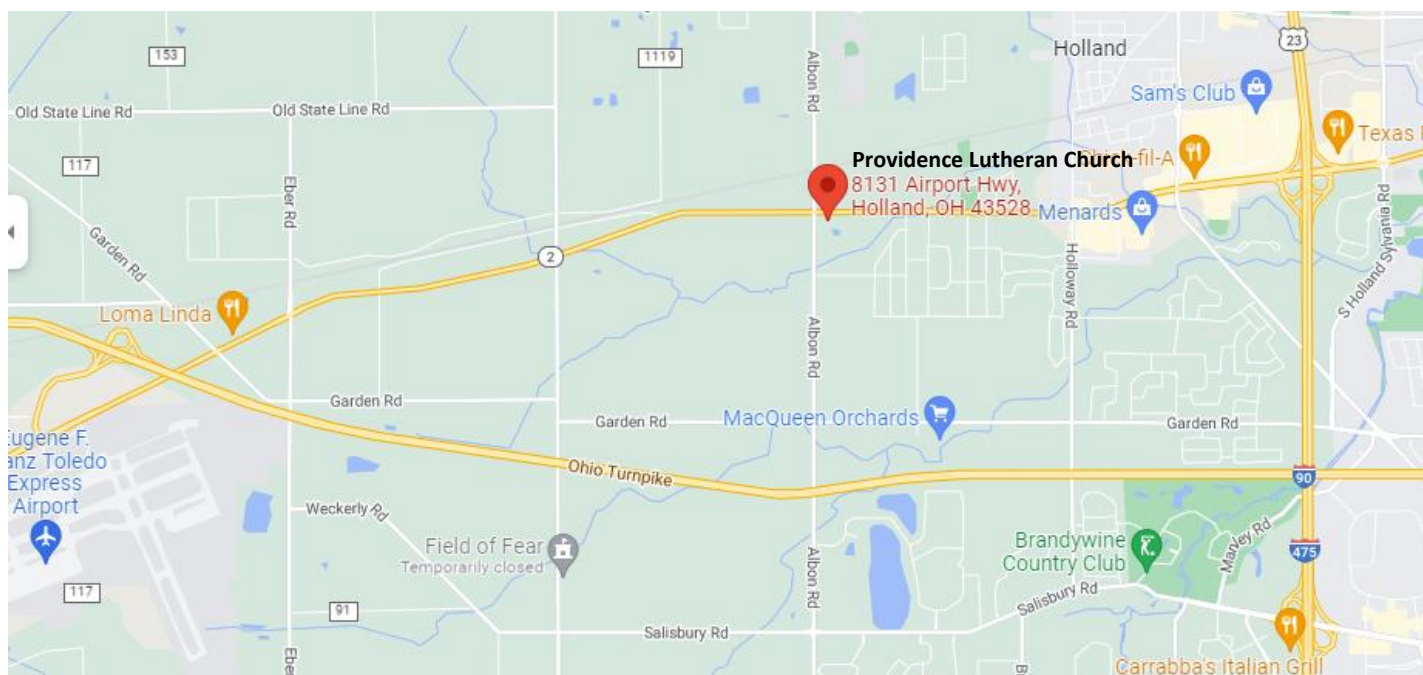 153
1119
Albon Rd
Holland
23
Old State Line Rd
Old State Line Rd
Sam's Club
Texas
117
Providence Lutheran Church
8131 Airport Hwy,
Holland, OH 43528
Menards
Eber Rd
Garden Rd
2
Holloway Rd
S Holland Sylvania Rd
Loma Linda
Albon Rd
Garden Rd
Garden Rd
MacQueen Orchards
Garden Rd
Eugene F.
anz Toledo
Express
Airport
Ohio Turnpike
90
Weckerly Rd
Field of Fear
Temporarily closed
Albon Rd
Brandywine
Country Club
Manley Rd
475
117
91
Salisbury Rd
Salisbury Rd
Carrabba's Italian Grill